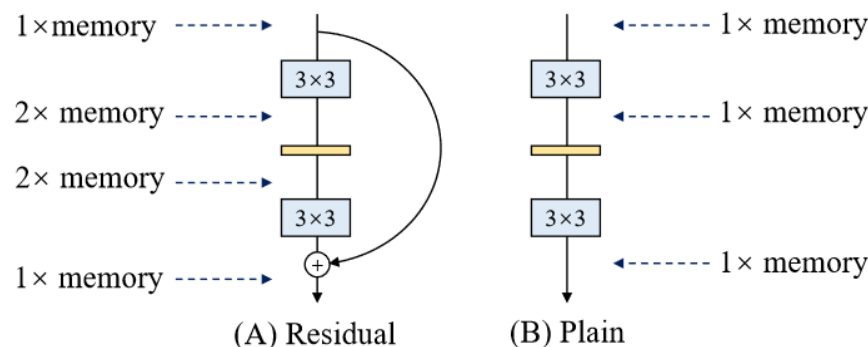 1×memory
3×3
2× memory
2× memory
3×3
+
1× memory
(A) Residual
1× memory
3×3
1× memory
3×3
1× memory
(B) Plain